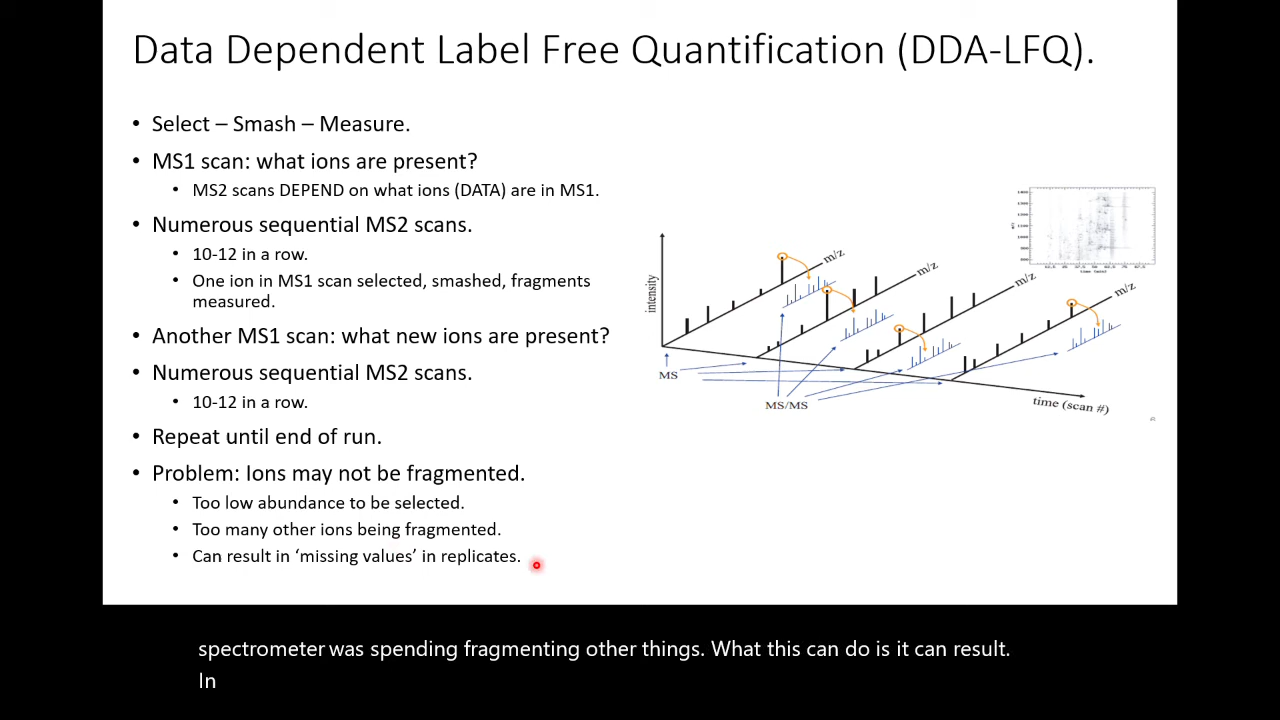 Data Dependent Label Free Quantification (DDA-LFQ).
• Select – Smash – Measure.
• MS1 scan: what ions are present?
• MS2 scans DEPEND on what ions (DATA) are in MS1.
• Numerous sequential MS2 scans.
• 10-12 in a row.
• One ion in MS1 scan selected, smashed, fragments
measured.
• Another MS1 scan: what new ions are present?
• Numerous sequential MS2 scans.
• 10-12 in a row.
• Repeat until end of run.
• Problem: Ions may not be fragmented.
• Too low abundance to be selected.
• Too many other ions being fragmented.
• Can result in ‘missing values’ in replicates.
intensity
m/z
m/z
m/z
m/z
MS
MS/MS
time (scan #)
spectrometer was spending fragmenting other things. What this can do is it can result.
In